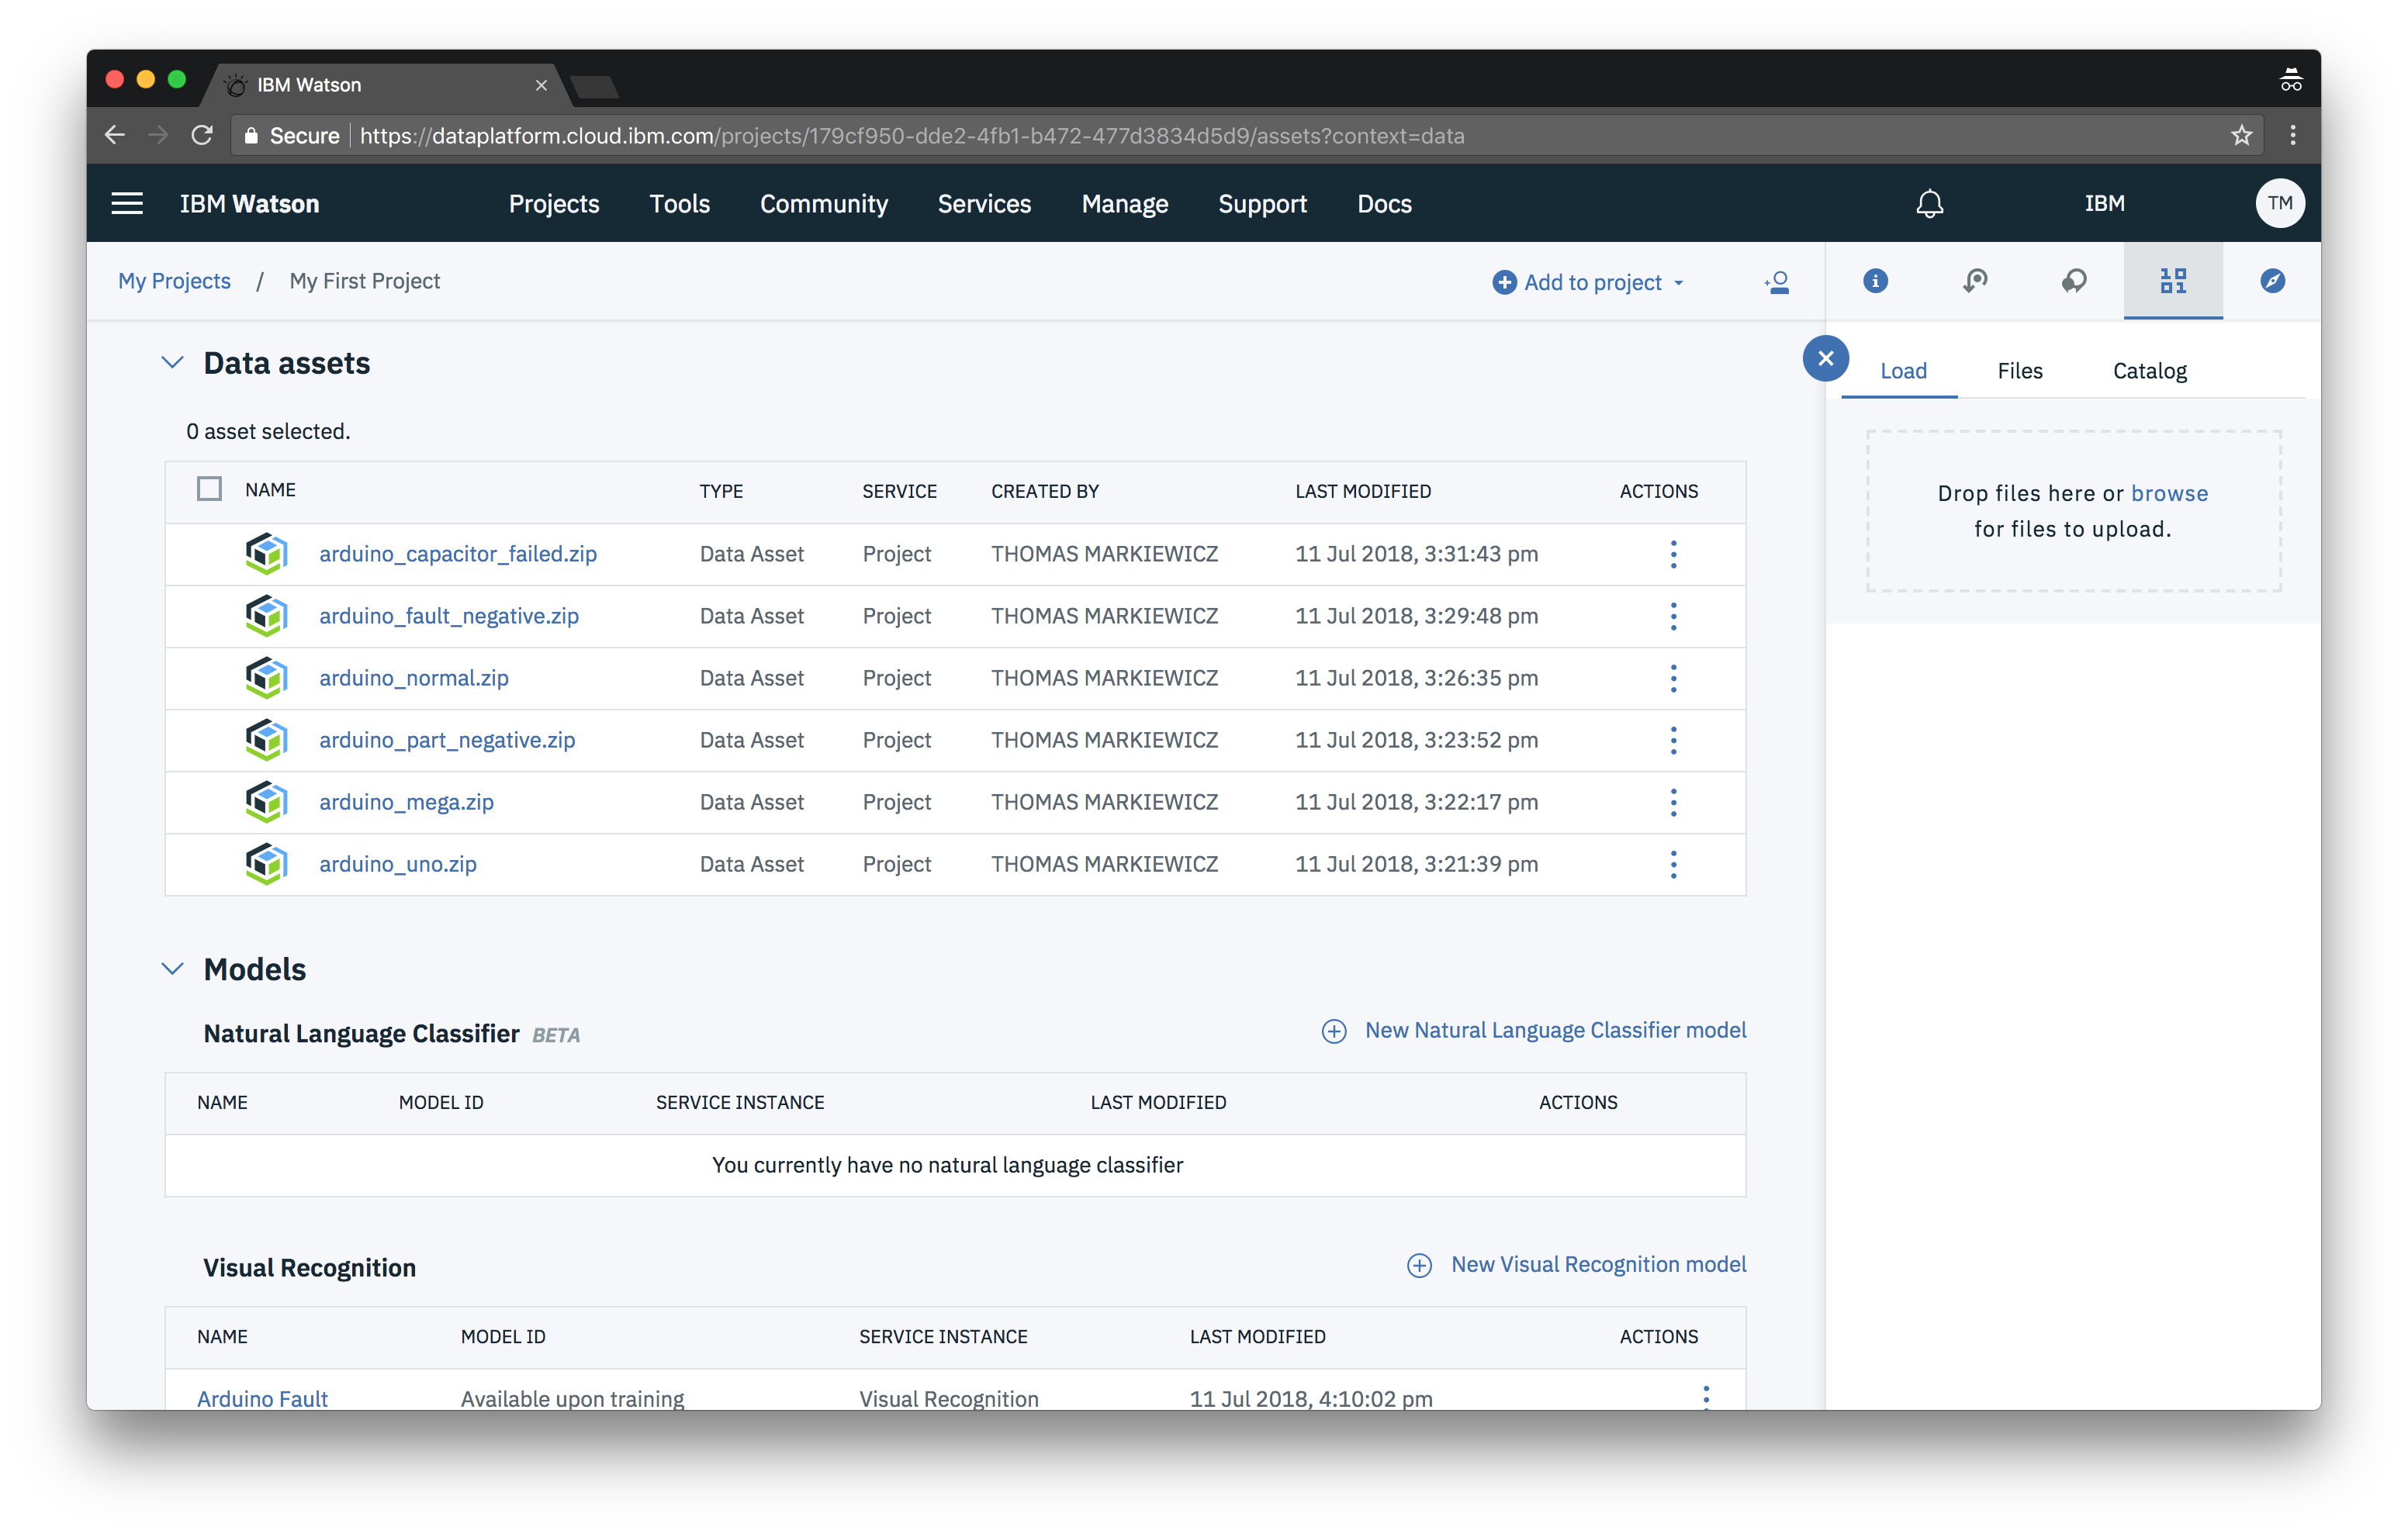 IBM Watson
Secure https://dataplatform.cloud.ibm.com/projects/179cf950-dde2-4fb1-b472-477d3834d5d9/assets?context=data
IBM Watson Projects Tools Community Services Manage Support Docs IBM TM
My Projects / My First Project Add to project
Data assets
Load Files Catalog
0 asset selected.
Drop files here or browse
for files to upload.
NAME TYPE SERVICE CREATED BY LAST MODIFIED ACTIONS
arduino_capacitor_failed.zip Data Asset Project THOMAS MARKIEWICZ 11 Jul 2018, 3:31:43 pm
arduino_fault_negative.zip Data Asset Project THOMAS MARKIEWICZ 11 Jul 2018, 3:29:48 pm
arduino_normal.zip Data Asset Project THOMAS MARKIEWICZ 11 Jul 2018, 3:26:35 pm
arduino_part_negative.zip Data Asset Project THOMAS MARKIEWICZ 11 Jul 2018, 3:23:52 pm
arduino_mega.zip Data Asset Project THOMAS MARKIEWICZ 11 Jul 2018, 3:22:17 pm
arduino_uno.zip Data Asset Project THOMAS MARKIEWICZ 11 Jul 2018, 3:21:39 pm
Models
Natural Language Classifier BETA New Natural Language Classifier model
NAME MODEL ID SERVICE INSTANCE LAST MODIFIED ACTIONS
You currently have no natural language classifier
Visual Recognition New Visual Recognition model
NAME MODEL ID SERVICE INSTANCE LAST MODIFIED ACTIONS
Arduino Fault Available upon training Visual Recognition 11 Jul 2018, 4:10:02 pm